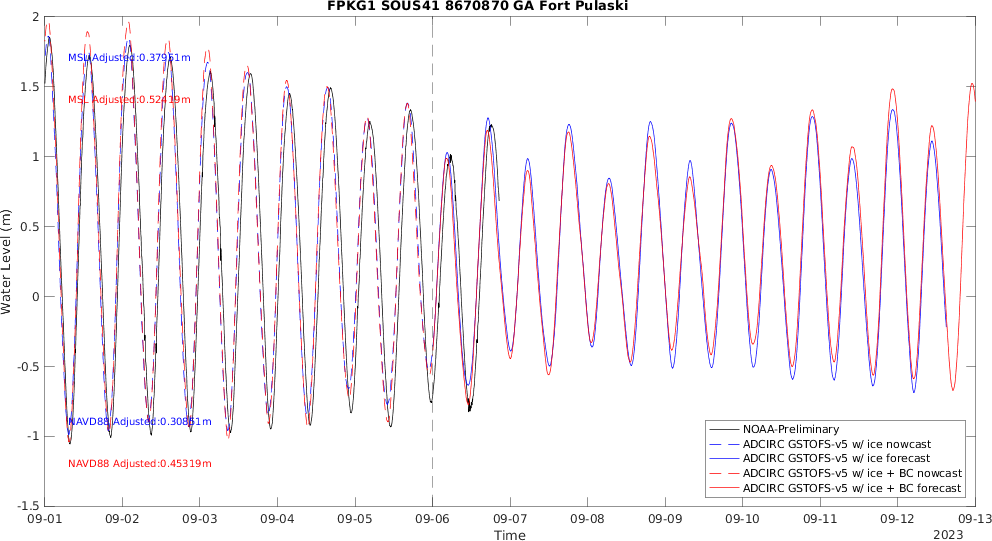 FPKG1 SOUS41 8670870 GA Fort Pulaski
2
1.5
1
0.5
0
-0.5
-1
-1.5
Water Level (m)
MSL Adjusted:0.37951m
MSL Adjusted:0.52419m
NAVD88 Adjusted:0.30851m
NAVD88 Adjusted:0.45319m
NOAA-Preliminary
ADCIRC GSTOFS-v5 w/ ice nowcast
ADCIRC GSTOFS-v5 w/ ice forecast
ADCIRC GSTOFS-v5 w/ ice + BC nowcast
ADCIRC GSTOFS-v5 w/ ice + BC forecast
09-01 09-02 09-03 09-04 09-05 09-06 09-07 09-08 09-09 09-10 09-11 09-12 09-13
Time
2023